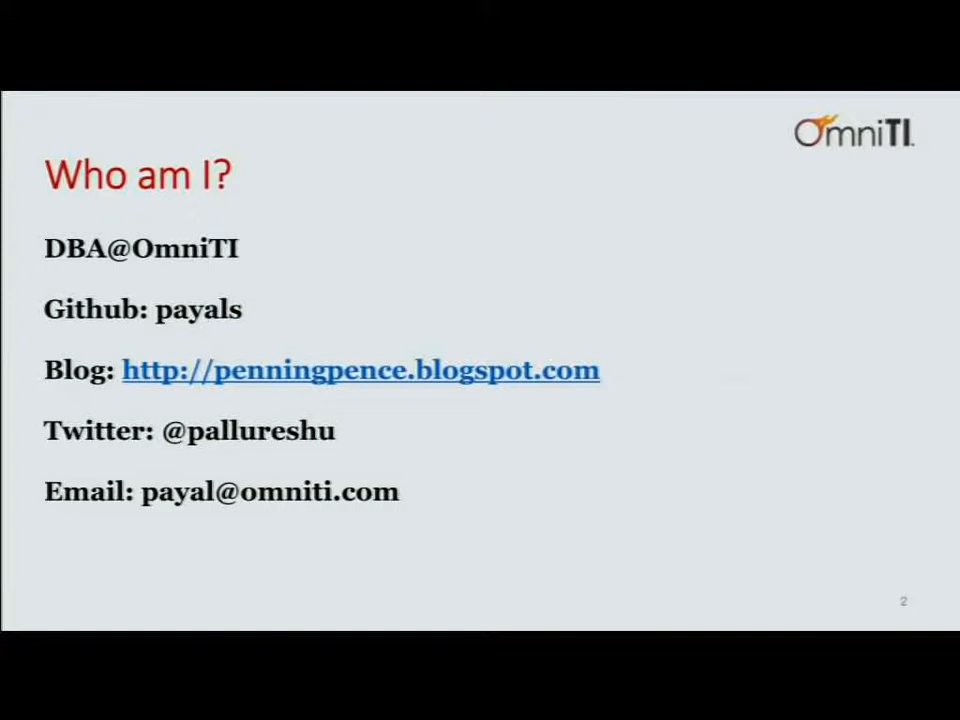 OmniTI
Who am I?
DBA@OmniTI
Github: payals
Blog: http://penningpence.blogspot.com
Twitter: @pallureshu
Email: payal@omniti.com
2